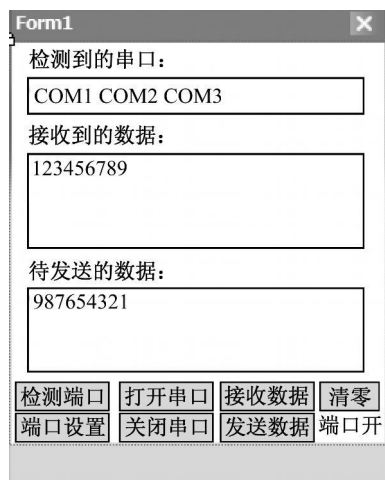 Form1
检测到的串口：
COM1 COM2 COM3
接收到的数据：
123456789
待发送的数据：
987654321
检测端口 打开串口 接收数据 清零
端口设置 关闭串口 发送数据 端口开